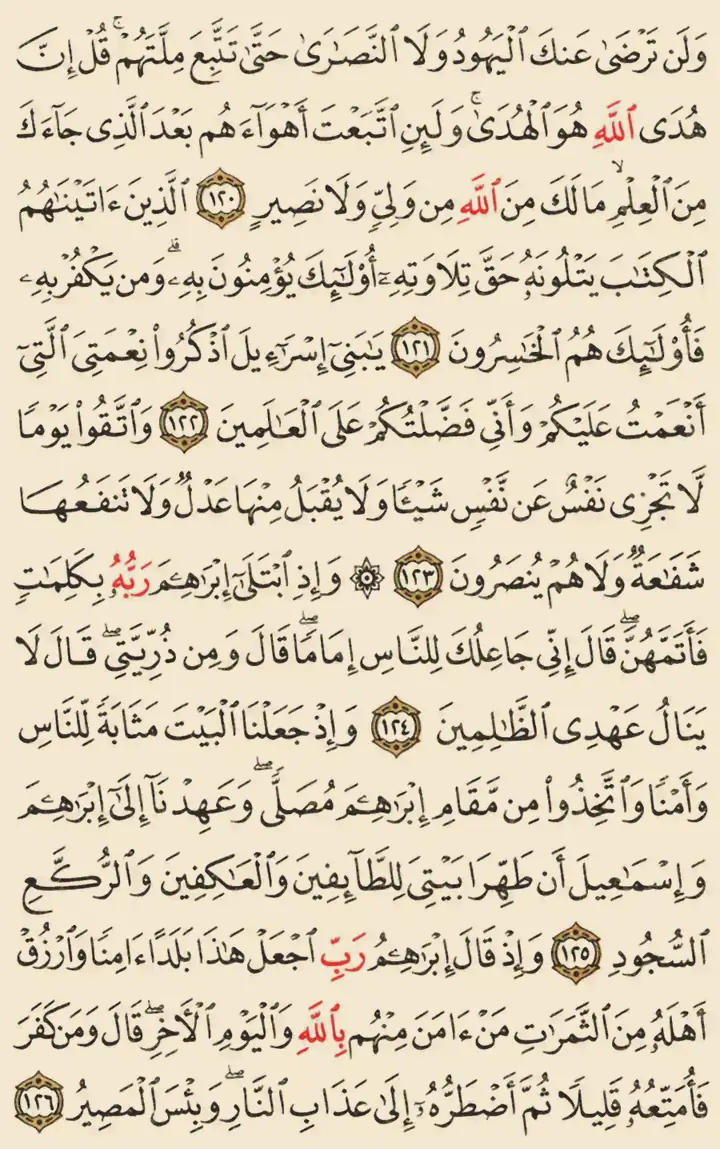 وَلَن تَرۡضَىٰ عَنكَ ٱلۡيَهُودُ وَلَا ٱلنَّصَٰرَىٰ حَتَّىٰ تَتَّبِعَ مِلَّتَهُمۡۗ قُلۡ إِنَّ
هُدَى ٱللَّهِ هُوَ ٱلۡهُدَىٰۗ وَلَئِنِ ٱتَّبَعۡتَ أَهۡوَآءَهُم بَعۡدَ ٱلَّذِي جَآءَكَ
مِنَ ٱلۡعِلۡمِۙ مَا لَكَ مِنَ ٱللَّهِ مِن وَلِيّٖ وَلَا نَصِيرٍ ١٢٠ ٱلَّذِينَ ءَاتَيۡنَٰهُمُ
ٱلۡكِتَٰبَ يَتۡلُونَهُۥ حَقَّ تِلَاوَتِهِۦٓ أُوْلَٰٓئِكَ يُؤۡمِنُونَ بِهِۦۗ وَمَن يَكۡفُرۡ بِهِۦ
فَأُوْلَٰٓئِكَ هُمُ ٱلۡخَٰسِرُونَ ١٢١ يَٰبَنِيٓ إِسۡرَٰٓءِيلَ ٱذۡكُرُواْ نِعۡمَتِيَ ٱلَّتِيٓ
أَنۡعَمۡتُ عَلَيۡكُمۡ وَأَنِّي فَضَّلۡتُكُمۡ عَلَى ٱلۡعَٰلَمِينَ ١٢٢ وَٱتَّقُواْ يَوۡمٗا
لَّا تَجۡزِي نَفۡسٌ عَن نَّفۡسٖ شَيۡـٔٗا وَلَا يُقۡبَلُ مِنۡهَا عَدۡلٞ وَلَا تَنفَعُهَا
شَفَٰعَةٞ وَلَا هُمۡ يُنصَرُونَ ١٢٣ ۞ وَإِذِ ٱبۡتَلَىٰٓ إِبۡرَٰهِـۧمَ رَبُّهُۥ بِكَلِمَٰتٖ
فَأَتَمَّهُنَّۖ قَالَ إِنِّي جَاعِلُكَ لِلنَّاسِ إِمَامٗاۖ قَالَ وَمِن ذُرِّيَّتِيۖ قَالَ لَا
يَنَالُ عَهۡدِي ٱلظَّٰلِمِينَ ١٢٤ وَإِذۡ جَعَلۡنَا ٱلۡبَيۡتَ مَثَابَةٗ لِّلنَّاسِ
وَأَمۡنٗا وَٱتَّخِذُواْ مِن مَّقَامِ إِبۡرَٰهِـۧمَ مُصَلّٗىۖ وَعَهِدۡنَآ إِلَىٰٓ إِبۡرَٰهِـۧمَ
وَإِسۡمَٰعِيلَ أَن طَهِّرَا بَيۡتِيَ لِلطَّآئِفِينَ وَٱلۡعَٰكِفِينَ وَٱلرُّكَّعِ
ٱلسُّجُودِ ١٢٥ وَإِذۡ قَالَ إِبۡرَٰهِـۧمُ رَبِّ ٱجۡعَلۡ هَٰذَا بَلَدًا ءَامِنٗا وَٱرۡزُقۡ
أَهۡلَهُۥ مِنَ ٱلثَّمَرَٰتِ مَنۡ ءَامَنَ مِنۡهُم بِٱللَّهِ وَٱلۡيَوۡمِ ٱلۡأٓخِرِۖ قَالَ وَمَن كَفَرَ
فَأُمَتِّعُهُۥ قَلِيلٗا ثُمَّ أَضۡطَرُّهُۥٓ إِلَىٰ عَذَابِ ٱلنَّارِۖ وَبِئۡسَ ٱلۡمَصِيرُ ١٢٦